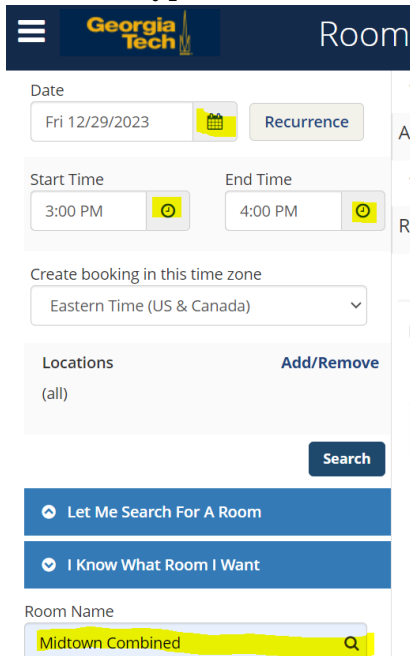 Georgia
Tech
Room
Date
Fri 12/29/2023
Recurrence
A
Start Time
End Time
3:00 PM
4:00 PM
R
Create booking in this time zone
Eastern Time (US & Canada)
Locations
Add/Remove
(all)
Search
Let Me Search For A Room
I Know What Room I Want
Room Name
Midtown Combined